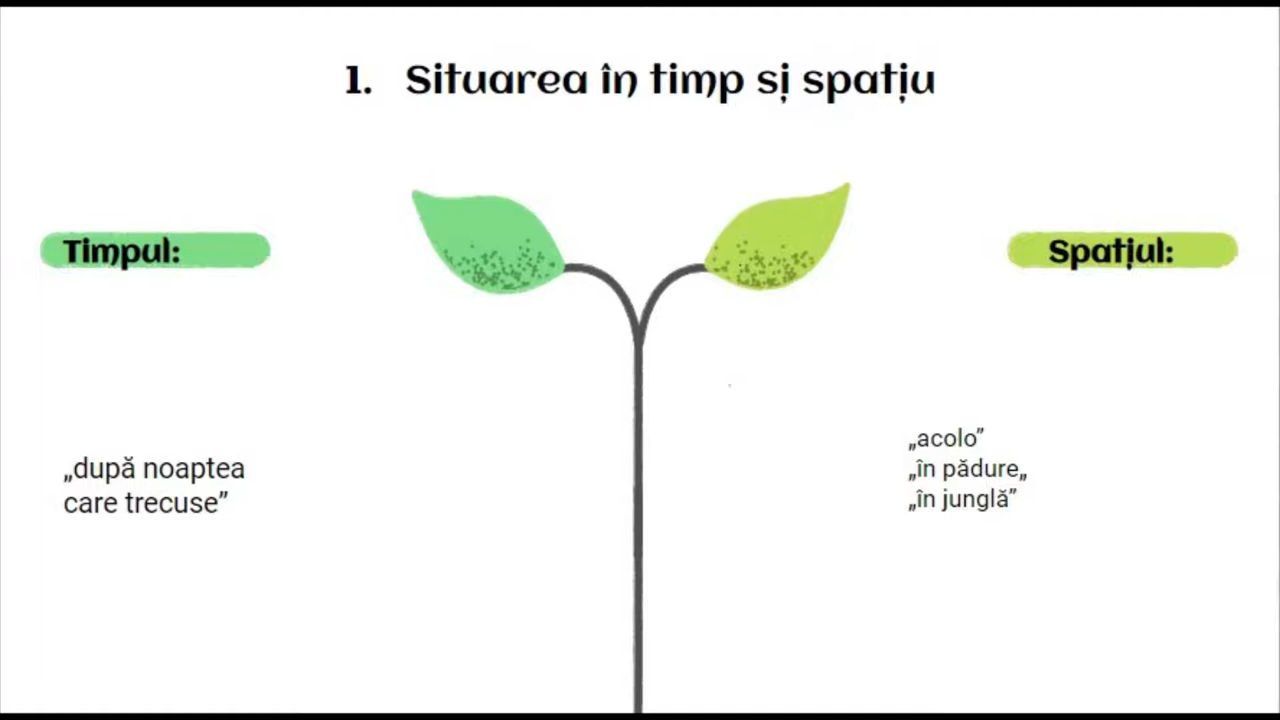 1. Situarea în timp și spațiu
Timpul:
Spațiul:
„după noaptea
care trecuse”
„acolo”
„în pădure„
„în junglă”